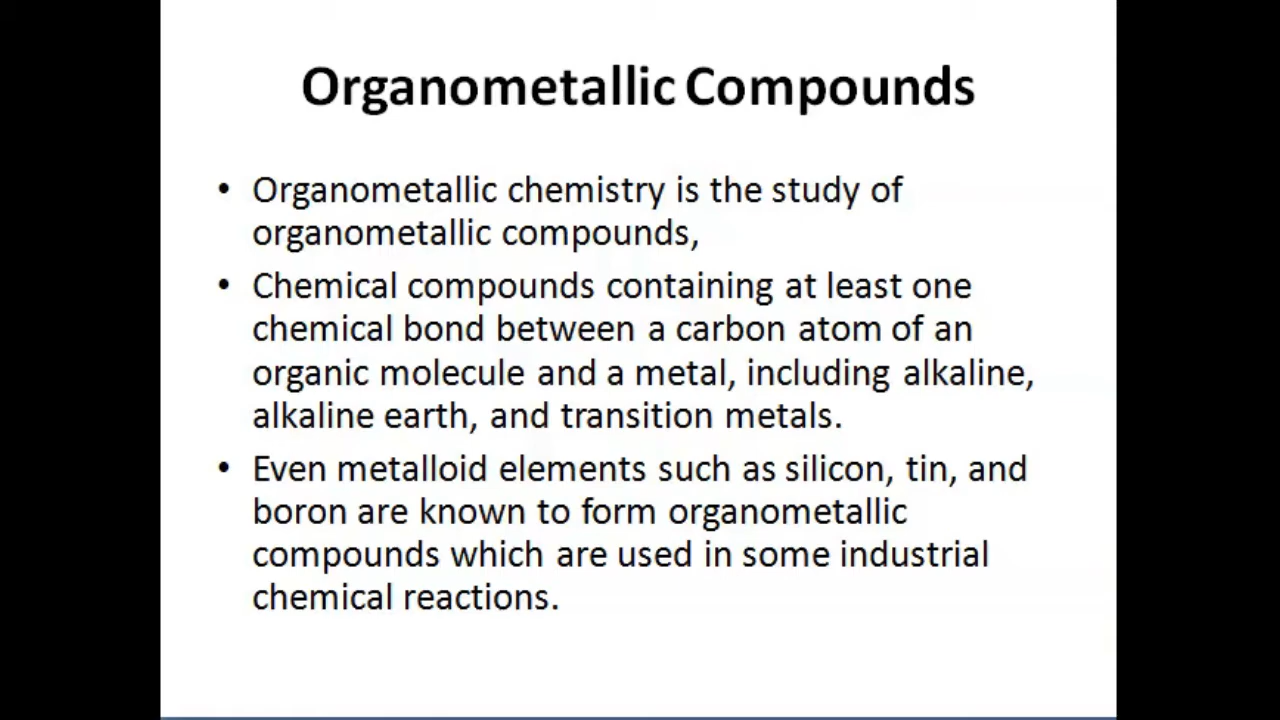 Organometallic Compounds
• Organometallic chemistry is the study of
organometallic compounds,
• Chemical compounds containing at least one
chemical bond between a carbon atom of an
organic molecule and a metal, including alkaline,
alkaline earth, and transition metals.
• Even metalloid elements such as silicon, tin, and
boron are known to form organometallic
compounds which are used in some industrial
chemical reactions.